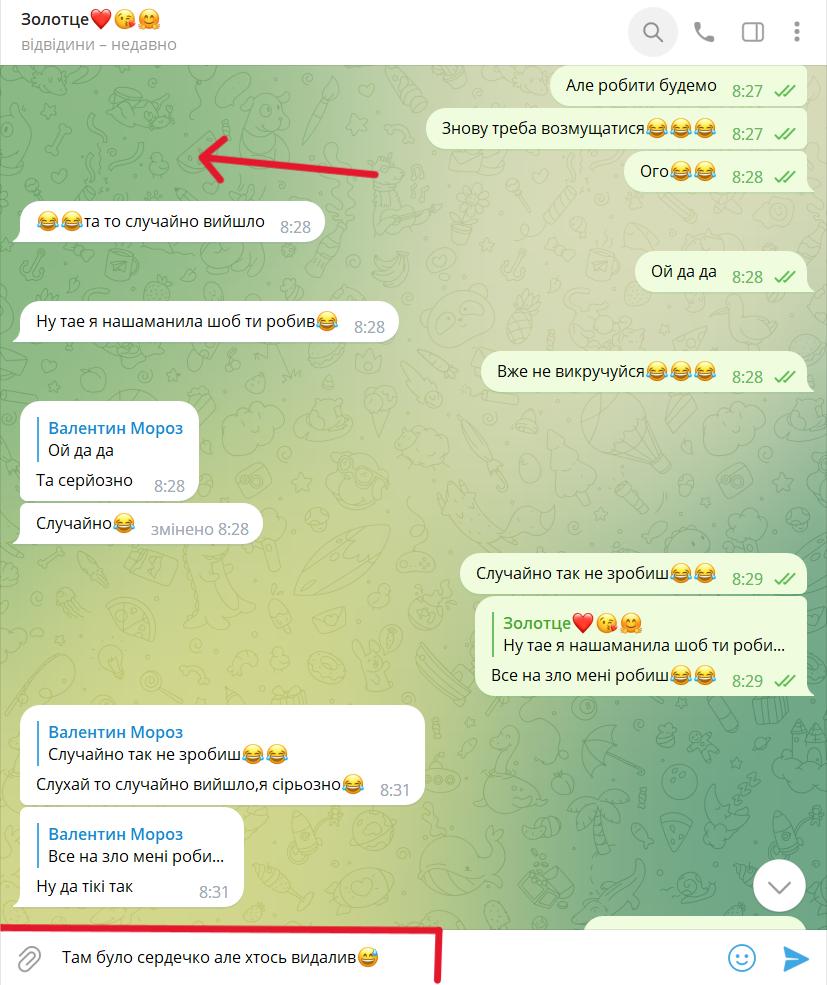 Золотце❤️😘🤗
відвідини – недавно
Але робити будемо 8:27
Знову треба возмущатися😂😂😂 8:27
Ого😂😂 8:28
😂😂та то случайно вийшло 8:28
Ой да да 8:28
Ну тае я нашаманила шоб ти робив😂 8:28
Вже не викручуйся😂😂😂 8:28
Валентин Мороз
Ой да да
Та серйозно 8:28
Случайно😂 змінено 8:28
Случайно так не зробиш😂😂 8:29
Золотце❤️😘🤗
Ну тае я нашаманила шоб ти роби...
Все на зло мені робиш😂😂 8:29
Валентин Мороз
Случайно так не зробиш😂😂
Слухай то случайно вийшло,я сірьозно😂 8:31
Валентин Мороз
Все на зло мені роби...
Ну да тікі так 8:31
Там було сердечко але хтось видалив😅